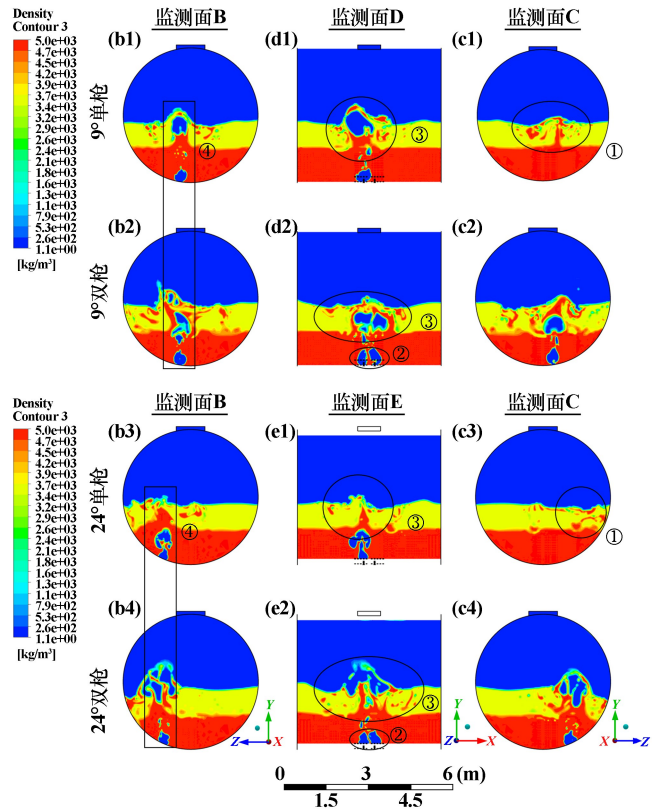 Density
Contour 3
5.0e+03
4.7e+03
4.5e+03
4.2e+03
3.9e+03
3.7e+03
3.4e+03
3.2e+03
2.9e+03
2.6e+03
2.4e+03
2.1e+03
1.8e+03
1.6e+03
1.3e+03
1.1e+03
7.9e+02
5.3e+02
2.6e+02
1.1e+00
[kg/m³]
监测面B
监测面D
监测面C
9°单枪
(b1)
(d1)
(c1)
④
③
①
9°双枪
(b2)
(d2)
(c2)
③
②
Density
Contour 3
5.0e+03
4.7e+03
4.5e+03
4.2e+03
3.9e+03
3.7e+03
3.4e+03
3.2e+03
2.9e+03
2.6e+03
2.4e+03
2.1e+03
1.8e+03
1.6e+03
1.3e+03
1.1e+03
7.9e+02
5.3e+02
2.6e+02
1.1e+00
[kg/m³]
监测面B
监测面E
监测面C
24°单枪
(b3)
(e1)
(c3)
④
③
①
24°双枪
(b4)
(e2)
(c4)
③
②
Y
Z
X
Y
Z
X
Y
X
Z
0 3 6 (m)
1.5 4.5